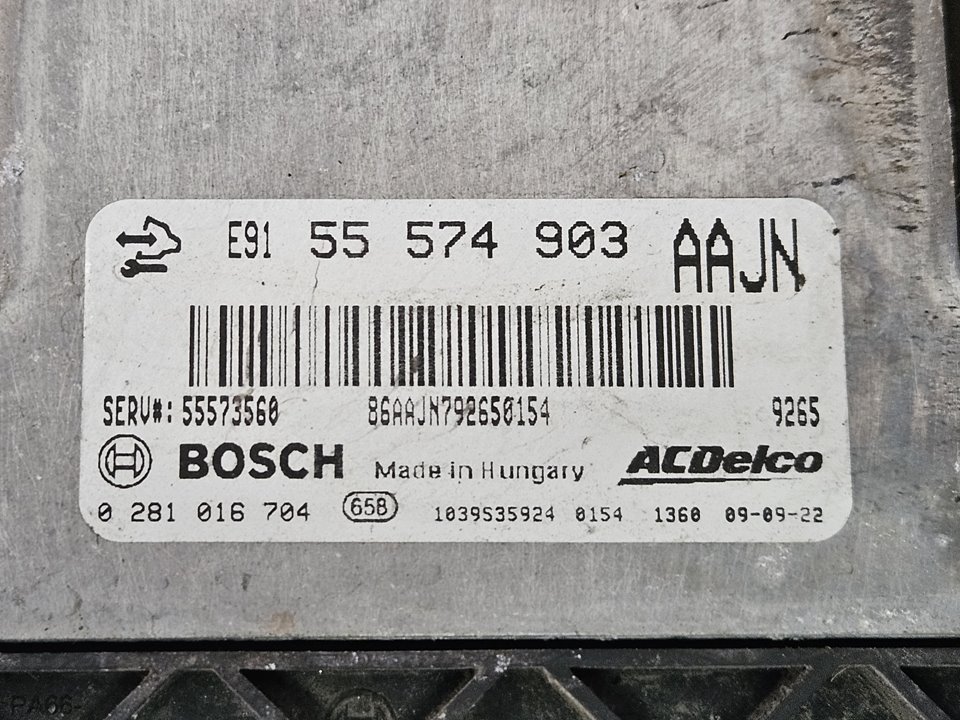 E91 55 574 903 AAJN
SERV#: 55573560 86AAJN792650154 9265
BOSCH Made in Hungary ACDelco
0 281 016 704 658 1039S35924 0154 1360 09-09-22
PA66-